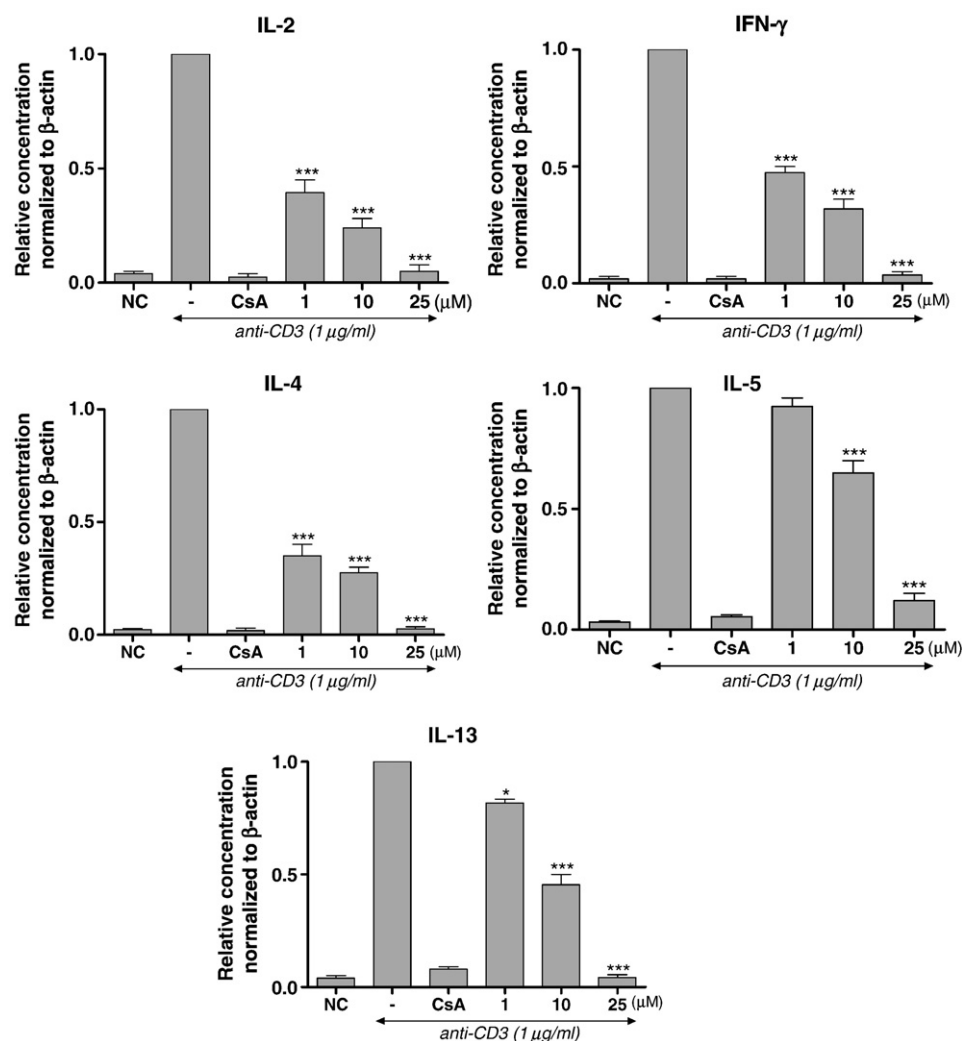 IL-2
Relative concentration
normalized to β-actin
1.0
0.5
0.0
***
***
***
NC - CsA 1 10 25 (μM)
anti-CD3 (1 μg/ml)
IFN-γ
Relative concentration
normalized to β-actin
1.0
0.5
0.0
***
***
***
NC - CsA 1 10 25 (μM)
anti-CD3 (1 μg/ml)
IL-4
Relative concentration
normalized to β-actin
1.0
0.5
0.0
***
***
***
NC - CsA 1 10 25 (μM)
anti-CD3 (1 μg/ml)
IL-5
Relative concentration
normalized to β-actin
1.0
0.5
0.0
***
***
NC - CsA 1 10 25 (μM)
anti-CD3 (1 μg/ml)
IL-13
Relative concentration
normalized to β-actin
1.0
0.5
0.0
*
***
***
NC - CsA 1 10 25 (μM)
anti-CD3 (1 μg/ml)